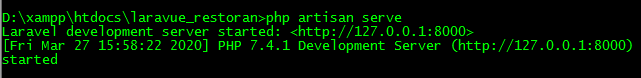 D:\xampp\htdocs\laravue_restoran>php artisan serve
Laravel development server started: <http://127.0.0.1:8000>
[Fri Mar 27 15:58:22 2020] PHP 7.4.1 Development Server (http://127.0.0.1:8000)
started